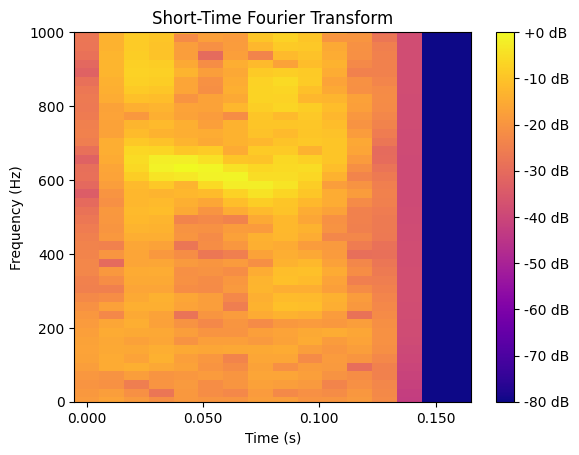 Short-Time Fourier Transform
1000
800
600
400
200
0
Frequency (Hz)
0.000
0.050
0.100
0.150
Time (s)
+0 dB
-10 dB
-20 dB
-30 dB
-40 dB
-50 dB
-60 dB
-70 dB
-80 dB